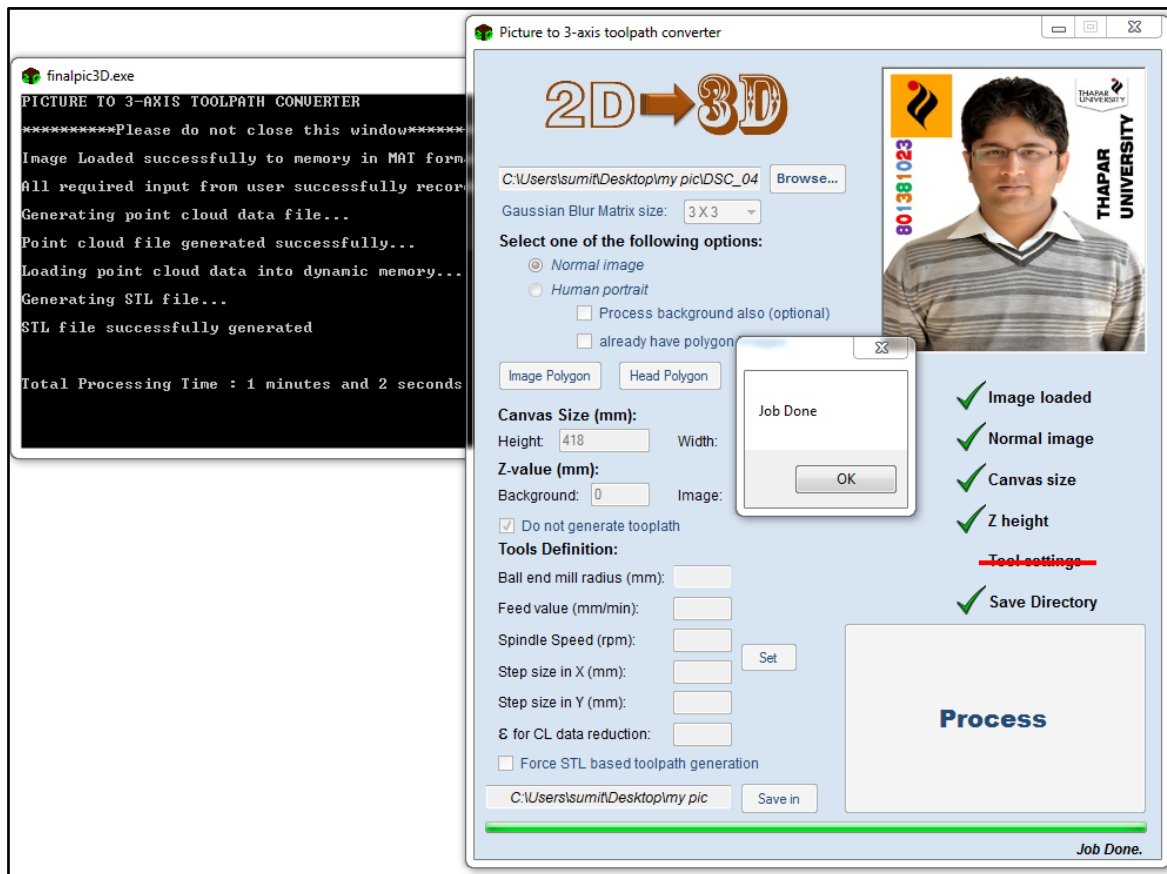 finalpic3D.exe
PICTURE TO 3-AXIS TOOLPATH CONVERTER
**********Please do not close this window******
Image Loaded successfully to memory in MAT form
All required input from user successfully recor
Generating point cloud data file...
Point cloud file generated successfully...
Loading point cloud data into dynamic memory...
Generating STL file...
STL file successfully generated
Total Processing Time : 1 minutes and 2 seconds
Picture to 3-axis toolpath converter
2D 3D
C:\Users\sumit\Desktop\my pic\DSC_04
Browse...
Gaussian Blur Matrix size: 3 X 3
Select one of the following options:
Normal image
Human portrait
Process background also (optional)
already have polygon
Image Polygon
Head Polygon
Canvas Size (mm):
Height: 418 Width:
Z-value (mm):
Background: 0 Image:
Do not generate tooplath
Tools Definition:
Ball end mill radius (mm):
Feed value (mm/min):
Spindle Speed (rpm):
Set
Step size in X (mm):
Step size in Y (mm):
ε for CL data reduction:
Force STL based toolpath generation
C:\Users\sumit\Desktop\my pic
Save in
801381023
THAPAR
UNIVERSITY
THAPAR
UNIVERSITY
Job Done
OK
Image loaded
Normal image
Canvas size
Z height
Tool settings
Save Directory
Process
Job Done.